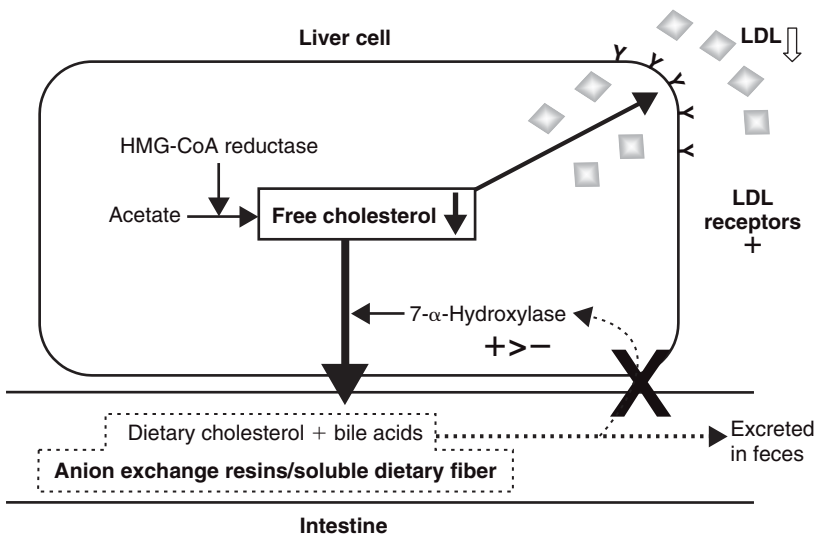 Liver cell
LDL
HMG-CoA reductase
Acetate
Free cholesterol
LDL
receptors
+
7-α-Hydroxylase
+>−
X
Dietary cholesterol + bile acids
Excreted
in feces
Anion exchange resins/soluble dietary fiber
Intestine